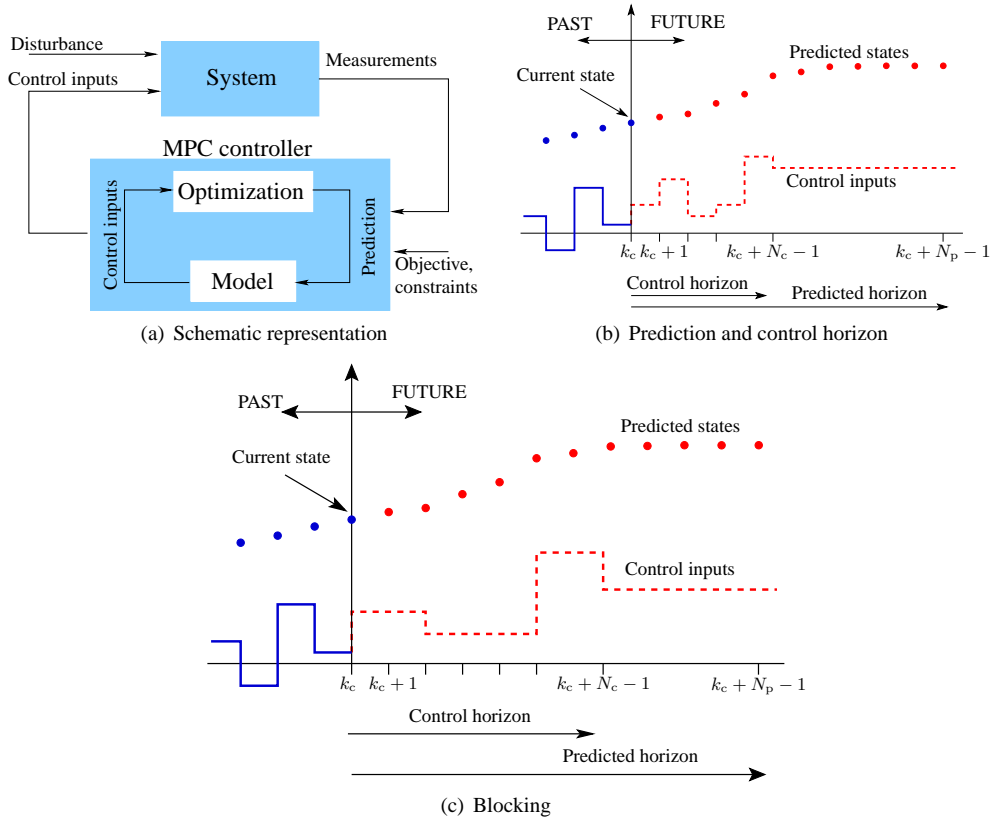 Disturbance
Control inputs
System
Measurements
MPC controller
Optimization
Control inputs
Prediction
Model
Objective,
constraints
(a) Schematic representation
PAST
FUTURE
Predicted states
Current state
Control inputs
k_c k_c + 1
k_c + N_c − 1
k_c + N_p − 1
Control horizon
Predicted horizon
(b) Prediction and control horizon
PAST
FUTURE
Predicted states
Current state
Control inputs
k_c
k_c + 1
k_c + N_c − 1
k_c + N_p − 1
Control horizon
Predicted horizon
(c) Blocking